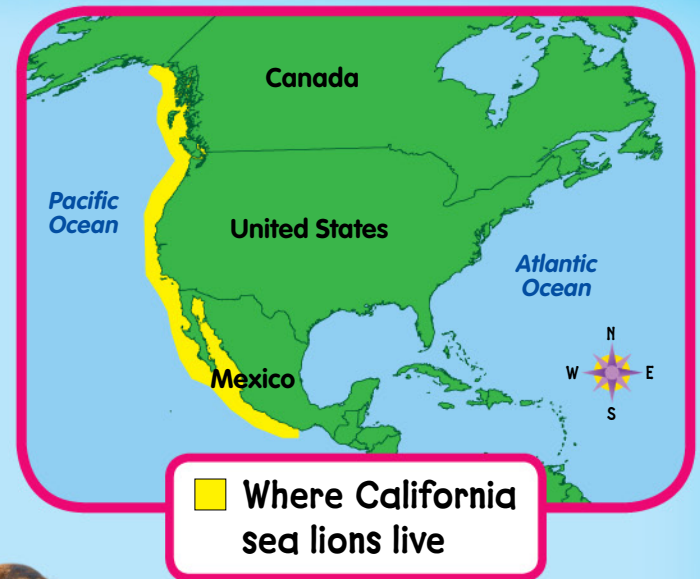 Canada
Pacific
Ocean
United States
Atlantic
Ocean
N
W E
S
Mexico
Where California
sea lions live